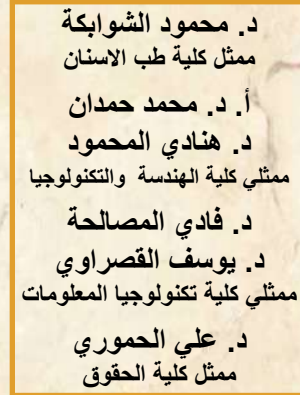 د. محمود الشوابكة
ممثل كلية طب الاسنان
أ. د. محمد حمدان
د. هنادي المحمود
ممثلي كلية الهندسة والتكنولوجيا
د. فادي المصالحة
د. يوسف القصراوي
ممثلي كلية تكنولوجيا المعلومات
د. علي الحموري
ممثل كلية الحقوق